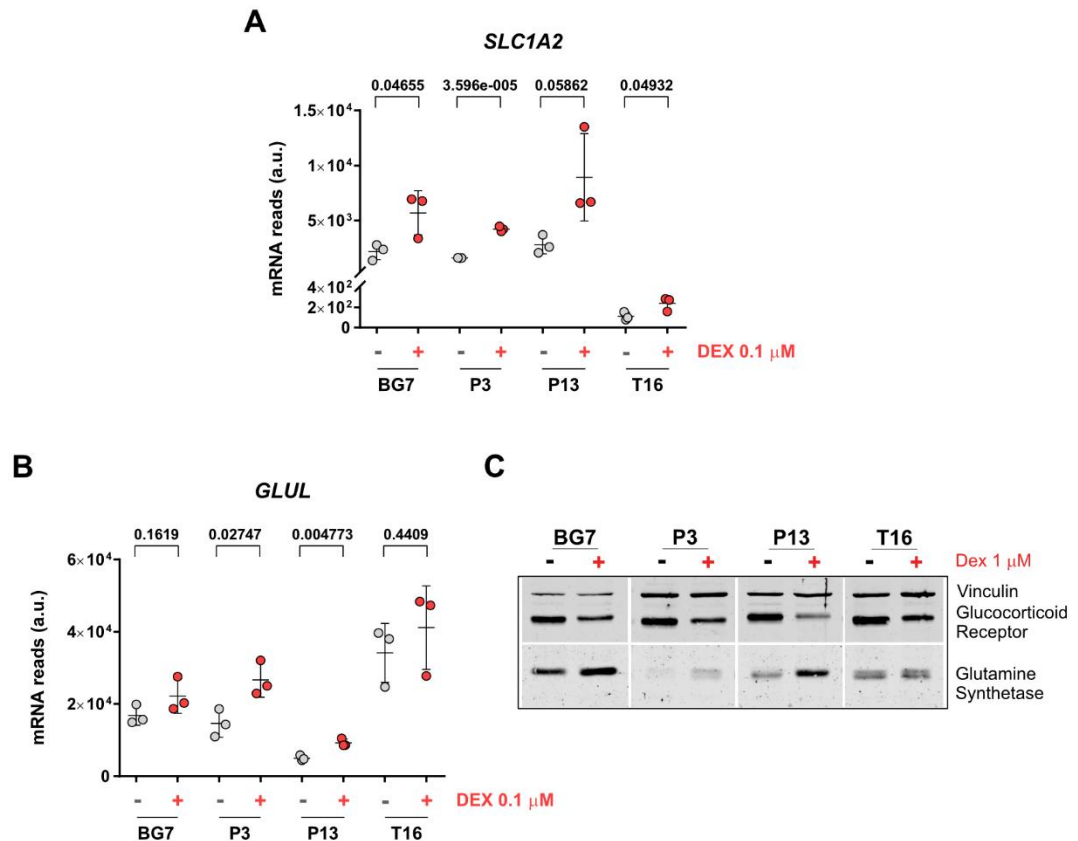 A
SLC1A2
0.04655 3.596e-005 0.05862 0.04932
mRNA reads (a.u.)
1.5×10⁴
1×10⁴
5×10³
4×10²
2×10²
0
- + - + - + - + DEX 0.1 μM
BG7 P3 P13 T16
B
GLUL
0.1619 0.02747 0.004773 0.4409
mRNA reads (a.u.)
6×10⁴
4×10⁴
2×10⁴
0
- + - + - + - + DEX 0.1 μM
BG7 P3 P13 T16
C
BG7 P3 P13 T16
- + - + - + - + Dex 1 μM
Vinculin
Glucocorticoid
Receptor
Glutamine
Synthetase